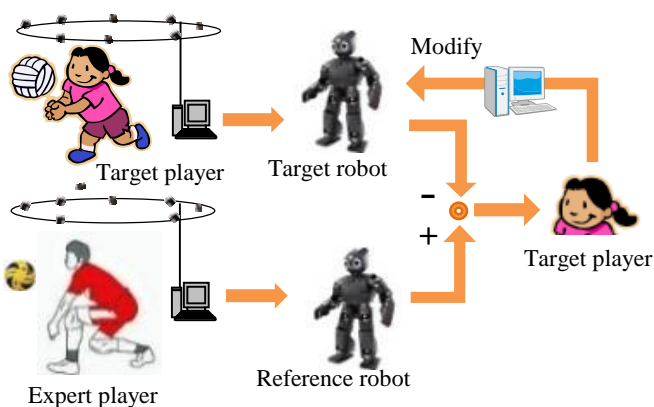 Modify
Target player
Target robot
-
+
Target player
Expert player
Reference robot